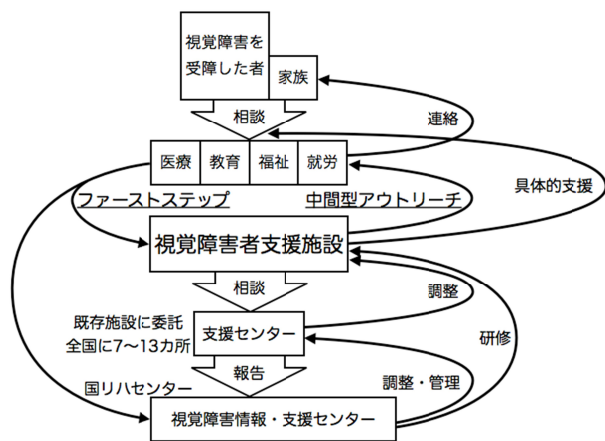 視覚障害を
受障した者
家族
相談
連絡
医療
教育
福祉
就労
具体的支援
ファーストステップ
中間型アウトリーチ
視覚障害者支援施設
相談
調整
既存施設に委託
全国に7〜13カ所
支援センター
研修
報告
国リハセンター
調整・管理
視覚障害情報・支援センター